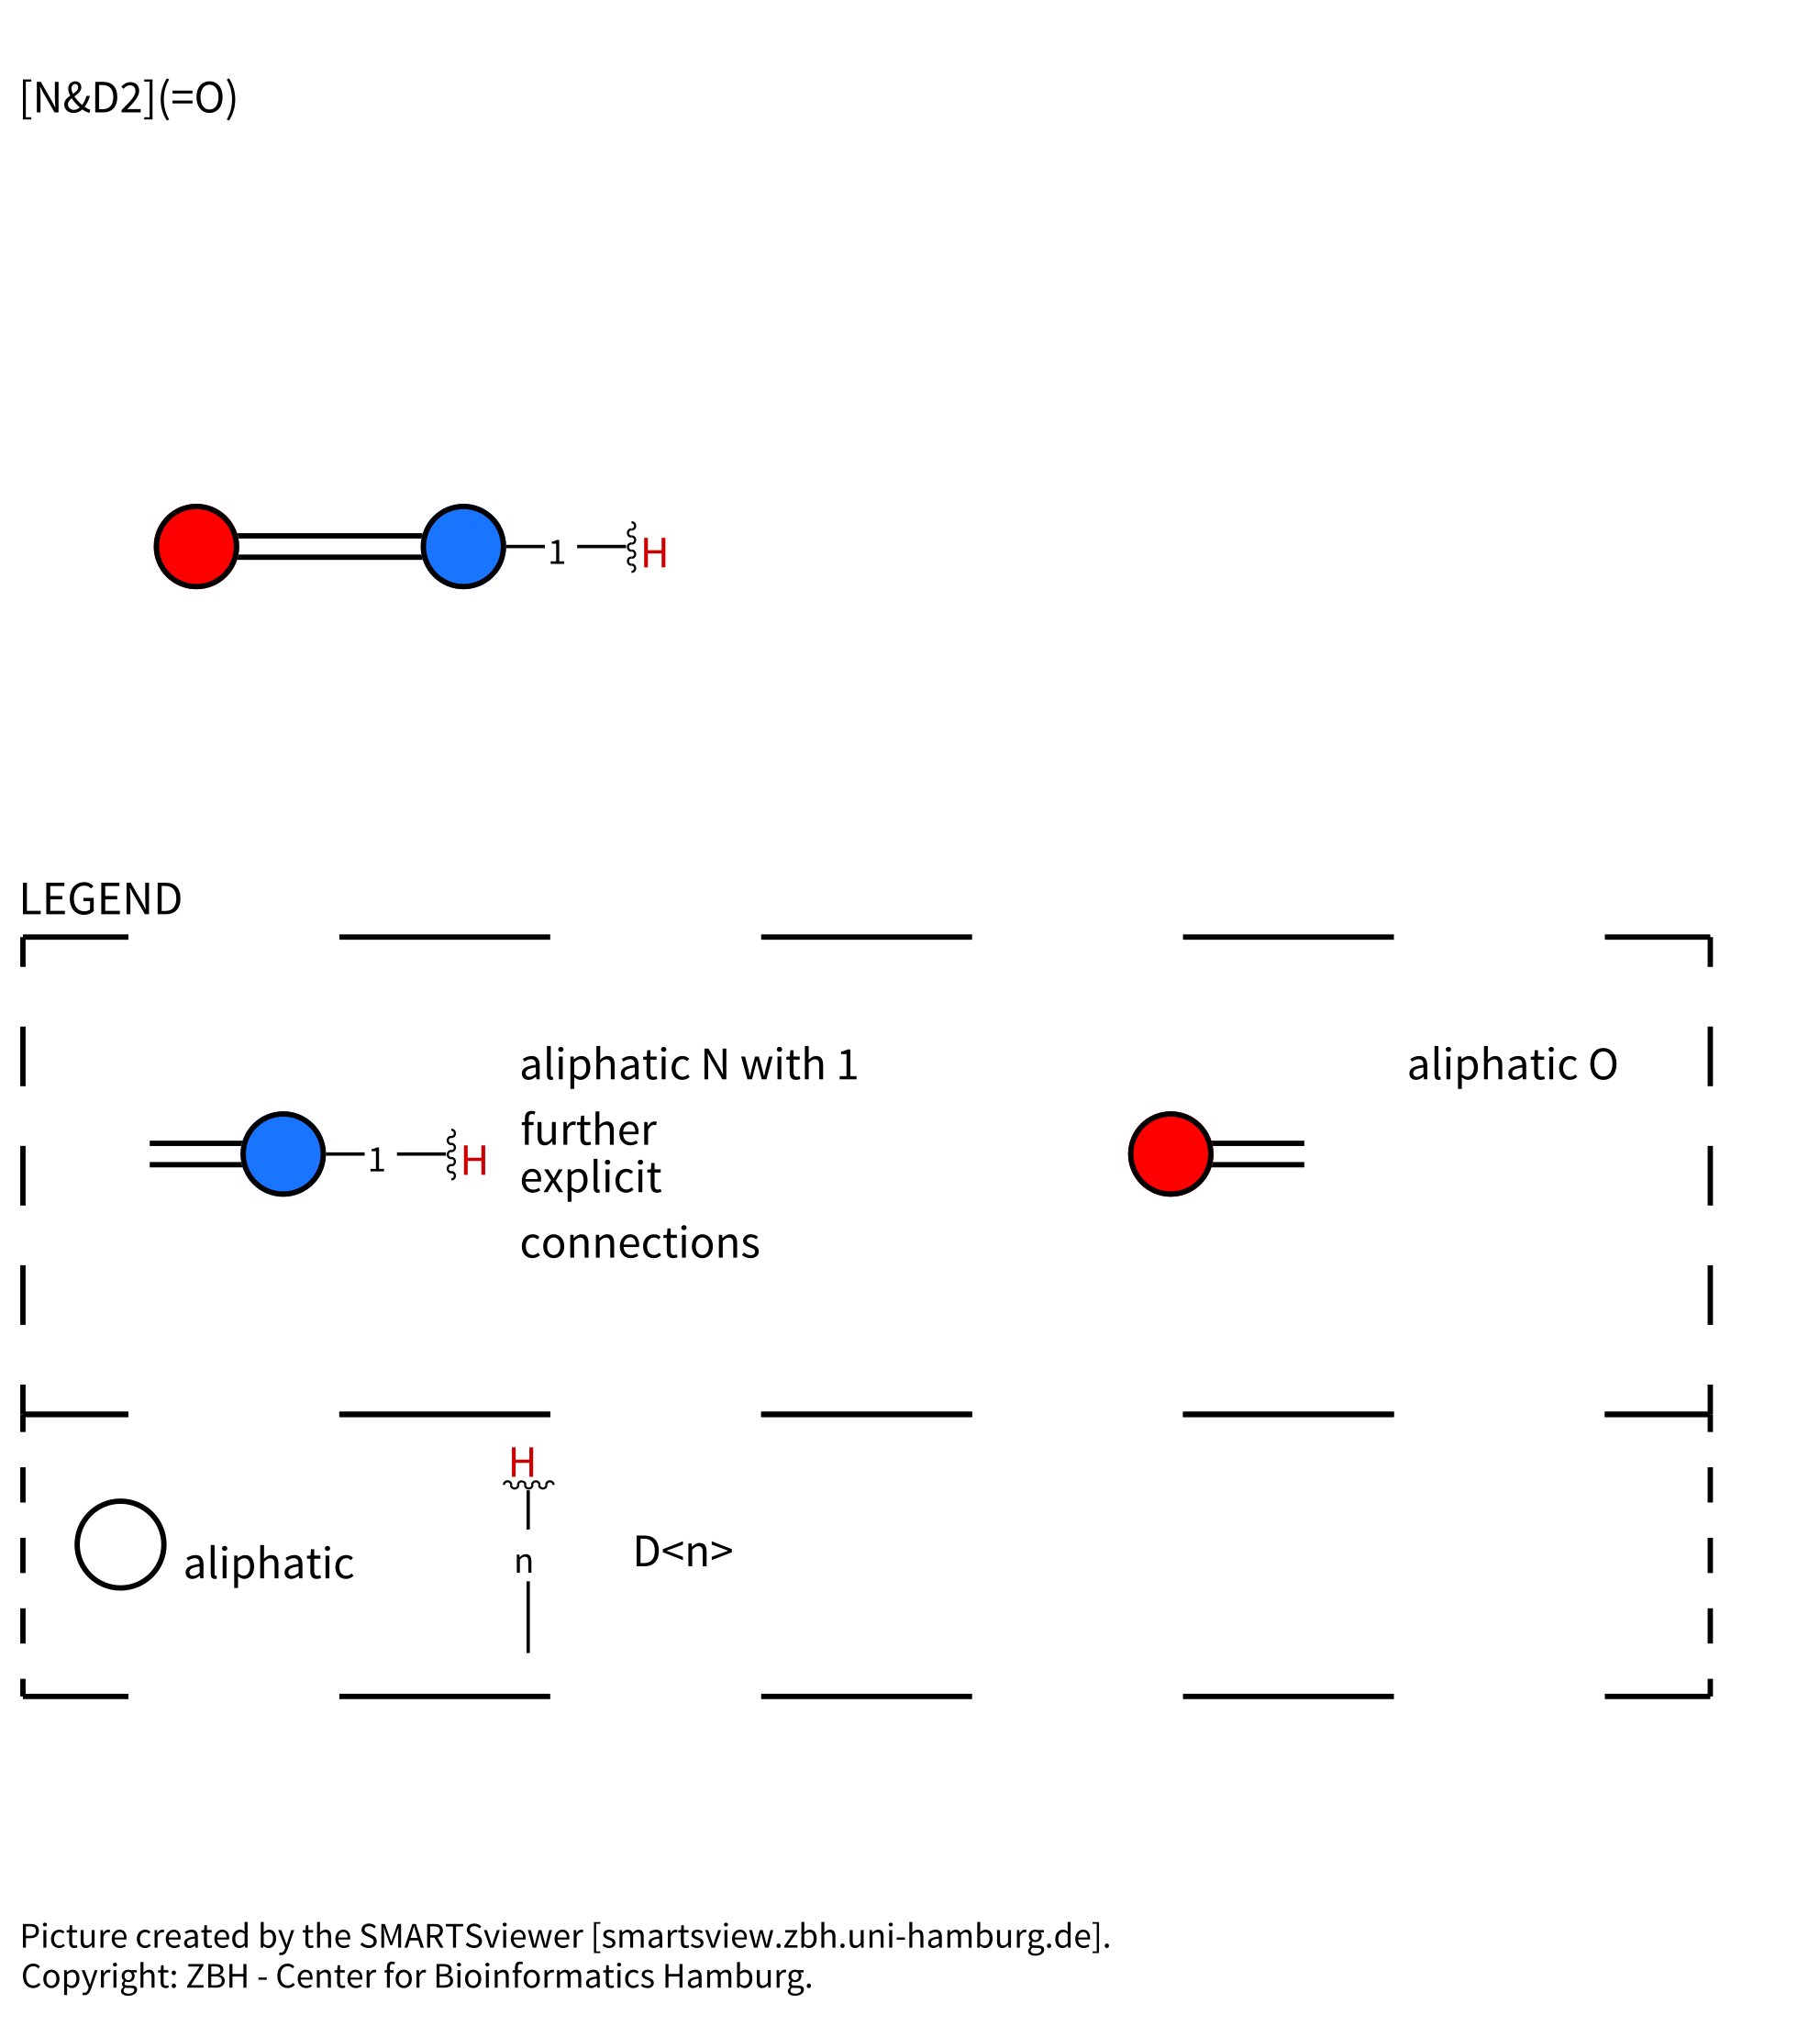 [N&D2](=O)
1 H
LEGEND
aliphatic N with 1
further
explicit
connections
1 H
aliphatic O
H
n
aliphatic
D<n>
Picture created by the SMARTSviewer [smartsview.zbh.uni-hamburg.de].
Copyright: ZBH - Center for Bioinformatics Hamburg.